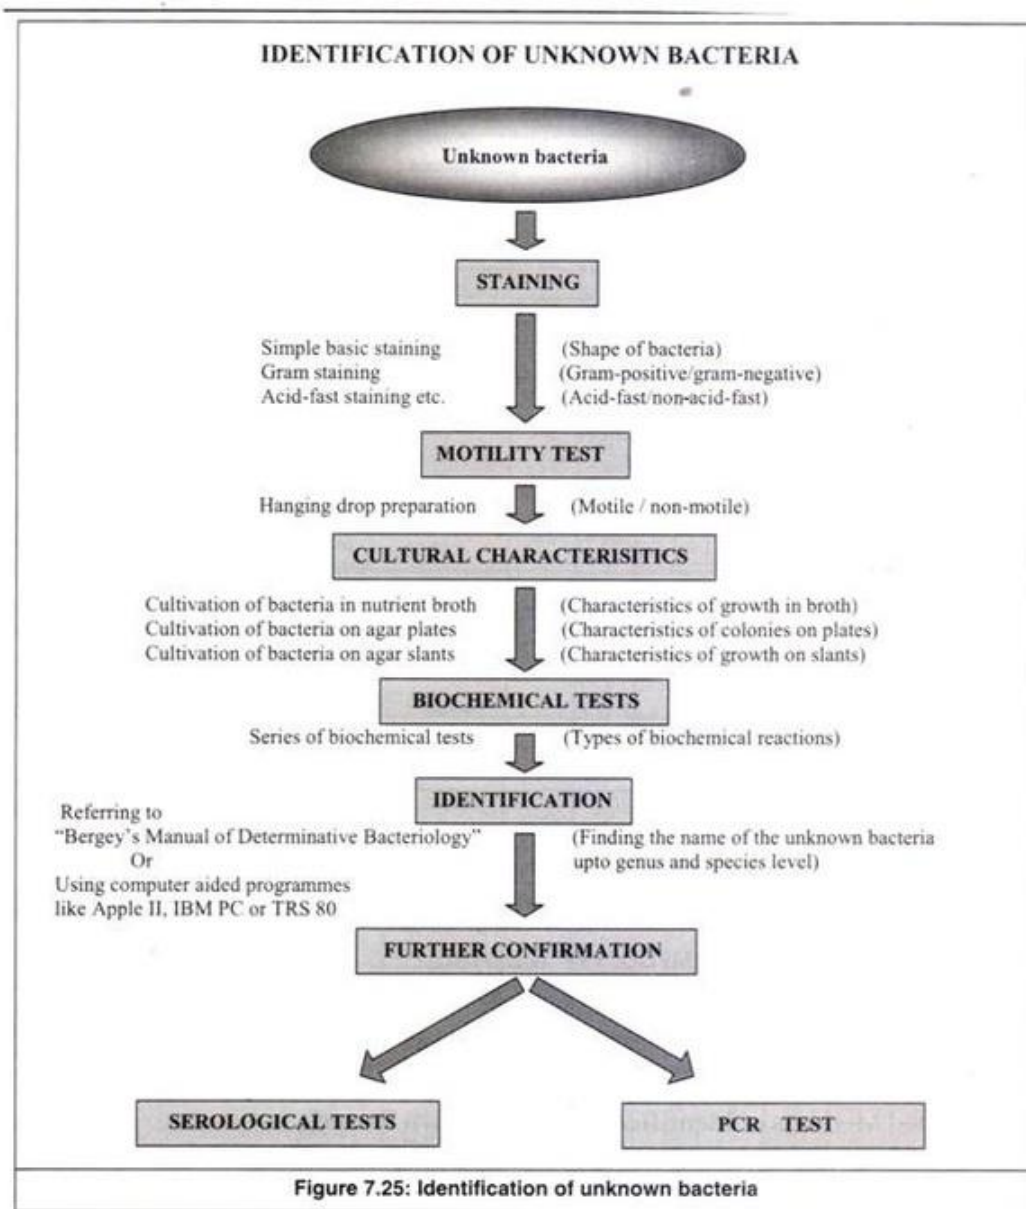 IDENTIFICATION OF UNKNOWN BACTERIA
Unknown bacteria
STAINING
Simple basic staining (Shape of bacteria)
Gram staining (Gram-positive/gram-negative)
Acid-fast staining etc. (Acid-fast/non-acid-fast)
MOTILITY TEST
Hanging drop preparation (Motile / non-motile)
CULTURAL CHARACTERISITICS
Cultivation of bacteria in nutrient broth (Characteristics of growth in broth)
Cultivation of bacteria on agar plates (Characteristics of colonies on plates)
Cultivation of bacteria on agar slants (Characteristics of growth on slants)
BIOCHEMICAL TESTS
Series of biochemical tests (Types of biochemical reactions)
IDENTIFICATION
Referring to
“Bergey’s Manual of Determinative Bacteriology” (Finding the name of the unknown bacteria
Or upto genus and species level)
Using computer aided programmes
like Apple II, IBM PC or TRS 80
FURTHER CONFIRMATION
SEROLOGICAL TESTS PCR TEST
Figure 7.25: Identification of unknown bacteria